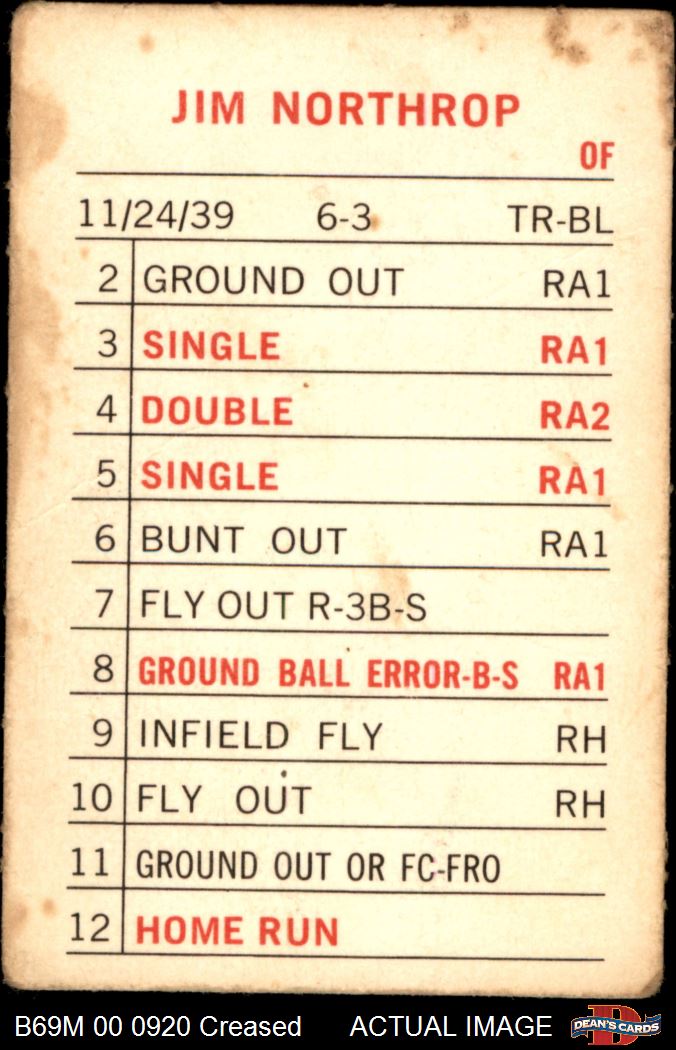 JIM NORTHROP
OF
11/24/39 6-3 TR-BL
2 GROUND OUT RA1
3 SINGLE RA1
4 DOUBLE RA2
5 SINGLE RA1
6 BUNT OUT RA1
7 FLY OUT R-3B-S
8 GROUND BALL ERROR-B-S RA1
9 INFIELD FLY RH
10 FLY OUT RH
11 GROUND OUT OR FC-FRO
12 HOME RUN
B69M 00 0920 Creased ACTUAL IMAGE D DEAN'S CARDS